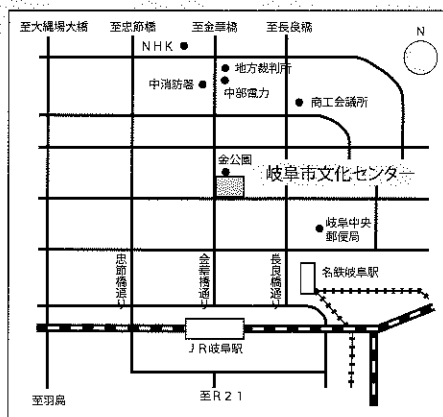 至大縄場大橋
至忠節橋
至金華橋
至長良橋
N
NHK
地方裁判所
中消防署
中部電力
商工会議所
金公園
岐阜市文化センター
岐阜中央
郵便局
忠節橋通り
金華橋通り
長良橋通り
名鉄岐阜駅
JR岐阜駅
至羽島
至R21